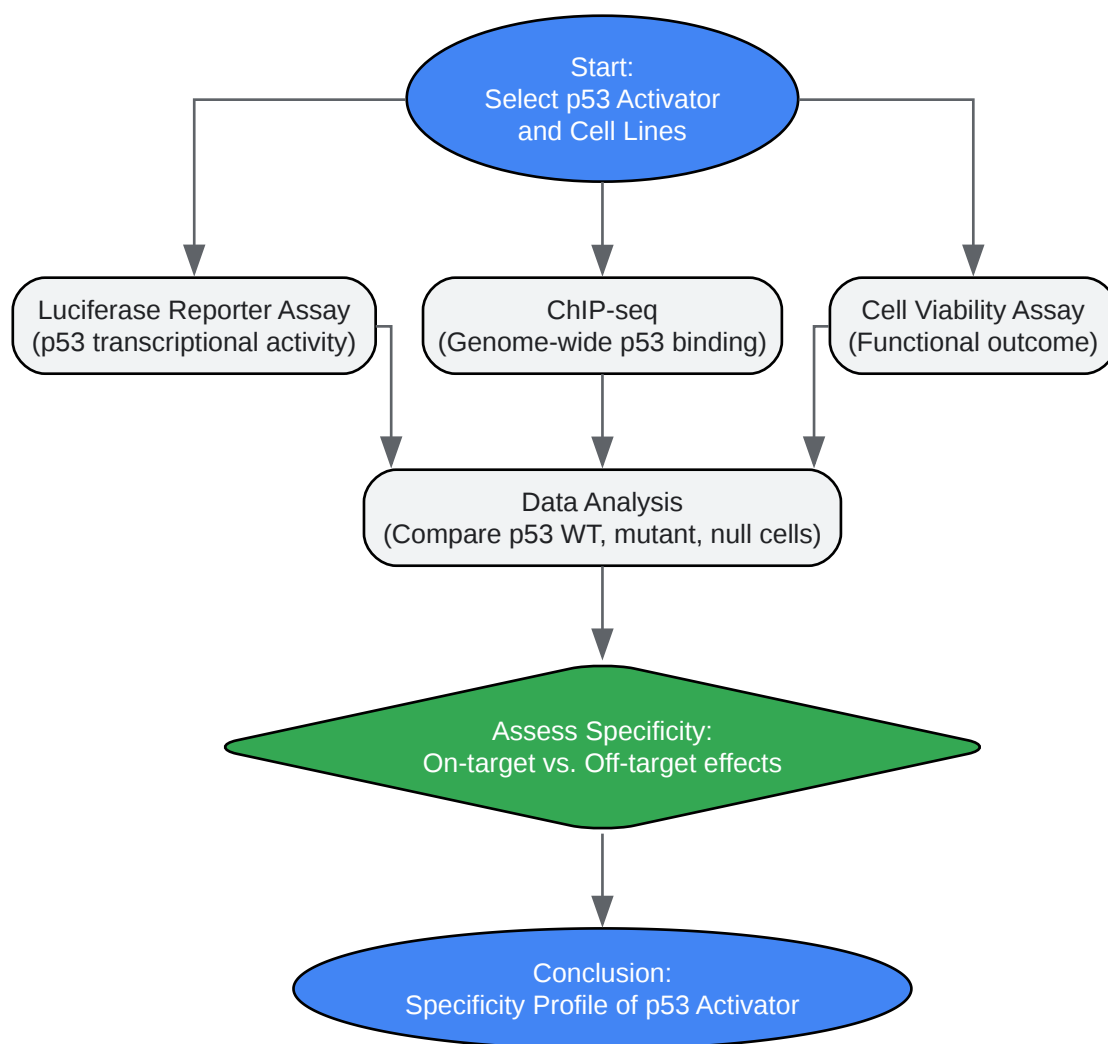 Start:
Select p53 Activator
and Cell Lines
Luciferase Reporter Assay
(p53 transcriptional activity)
ChIP-seq
(Genome-wide p53 binding)
Cell Viability Assay
(Functional outcome)
Data Analysis
(Compare p53 WT, mutant, null cells)
Assess Specificity:
On-target vs. Off-target effects
Conclusion:
Specificity Profile of p53 Activator